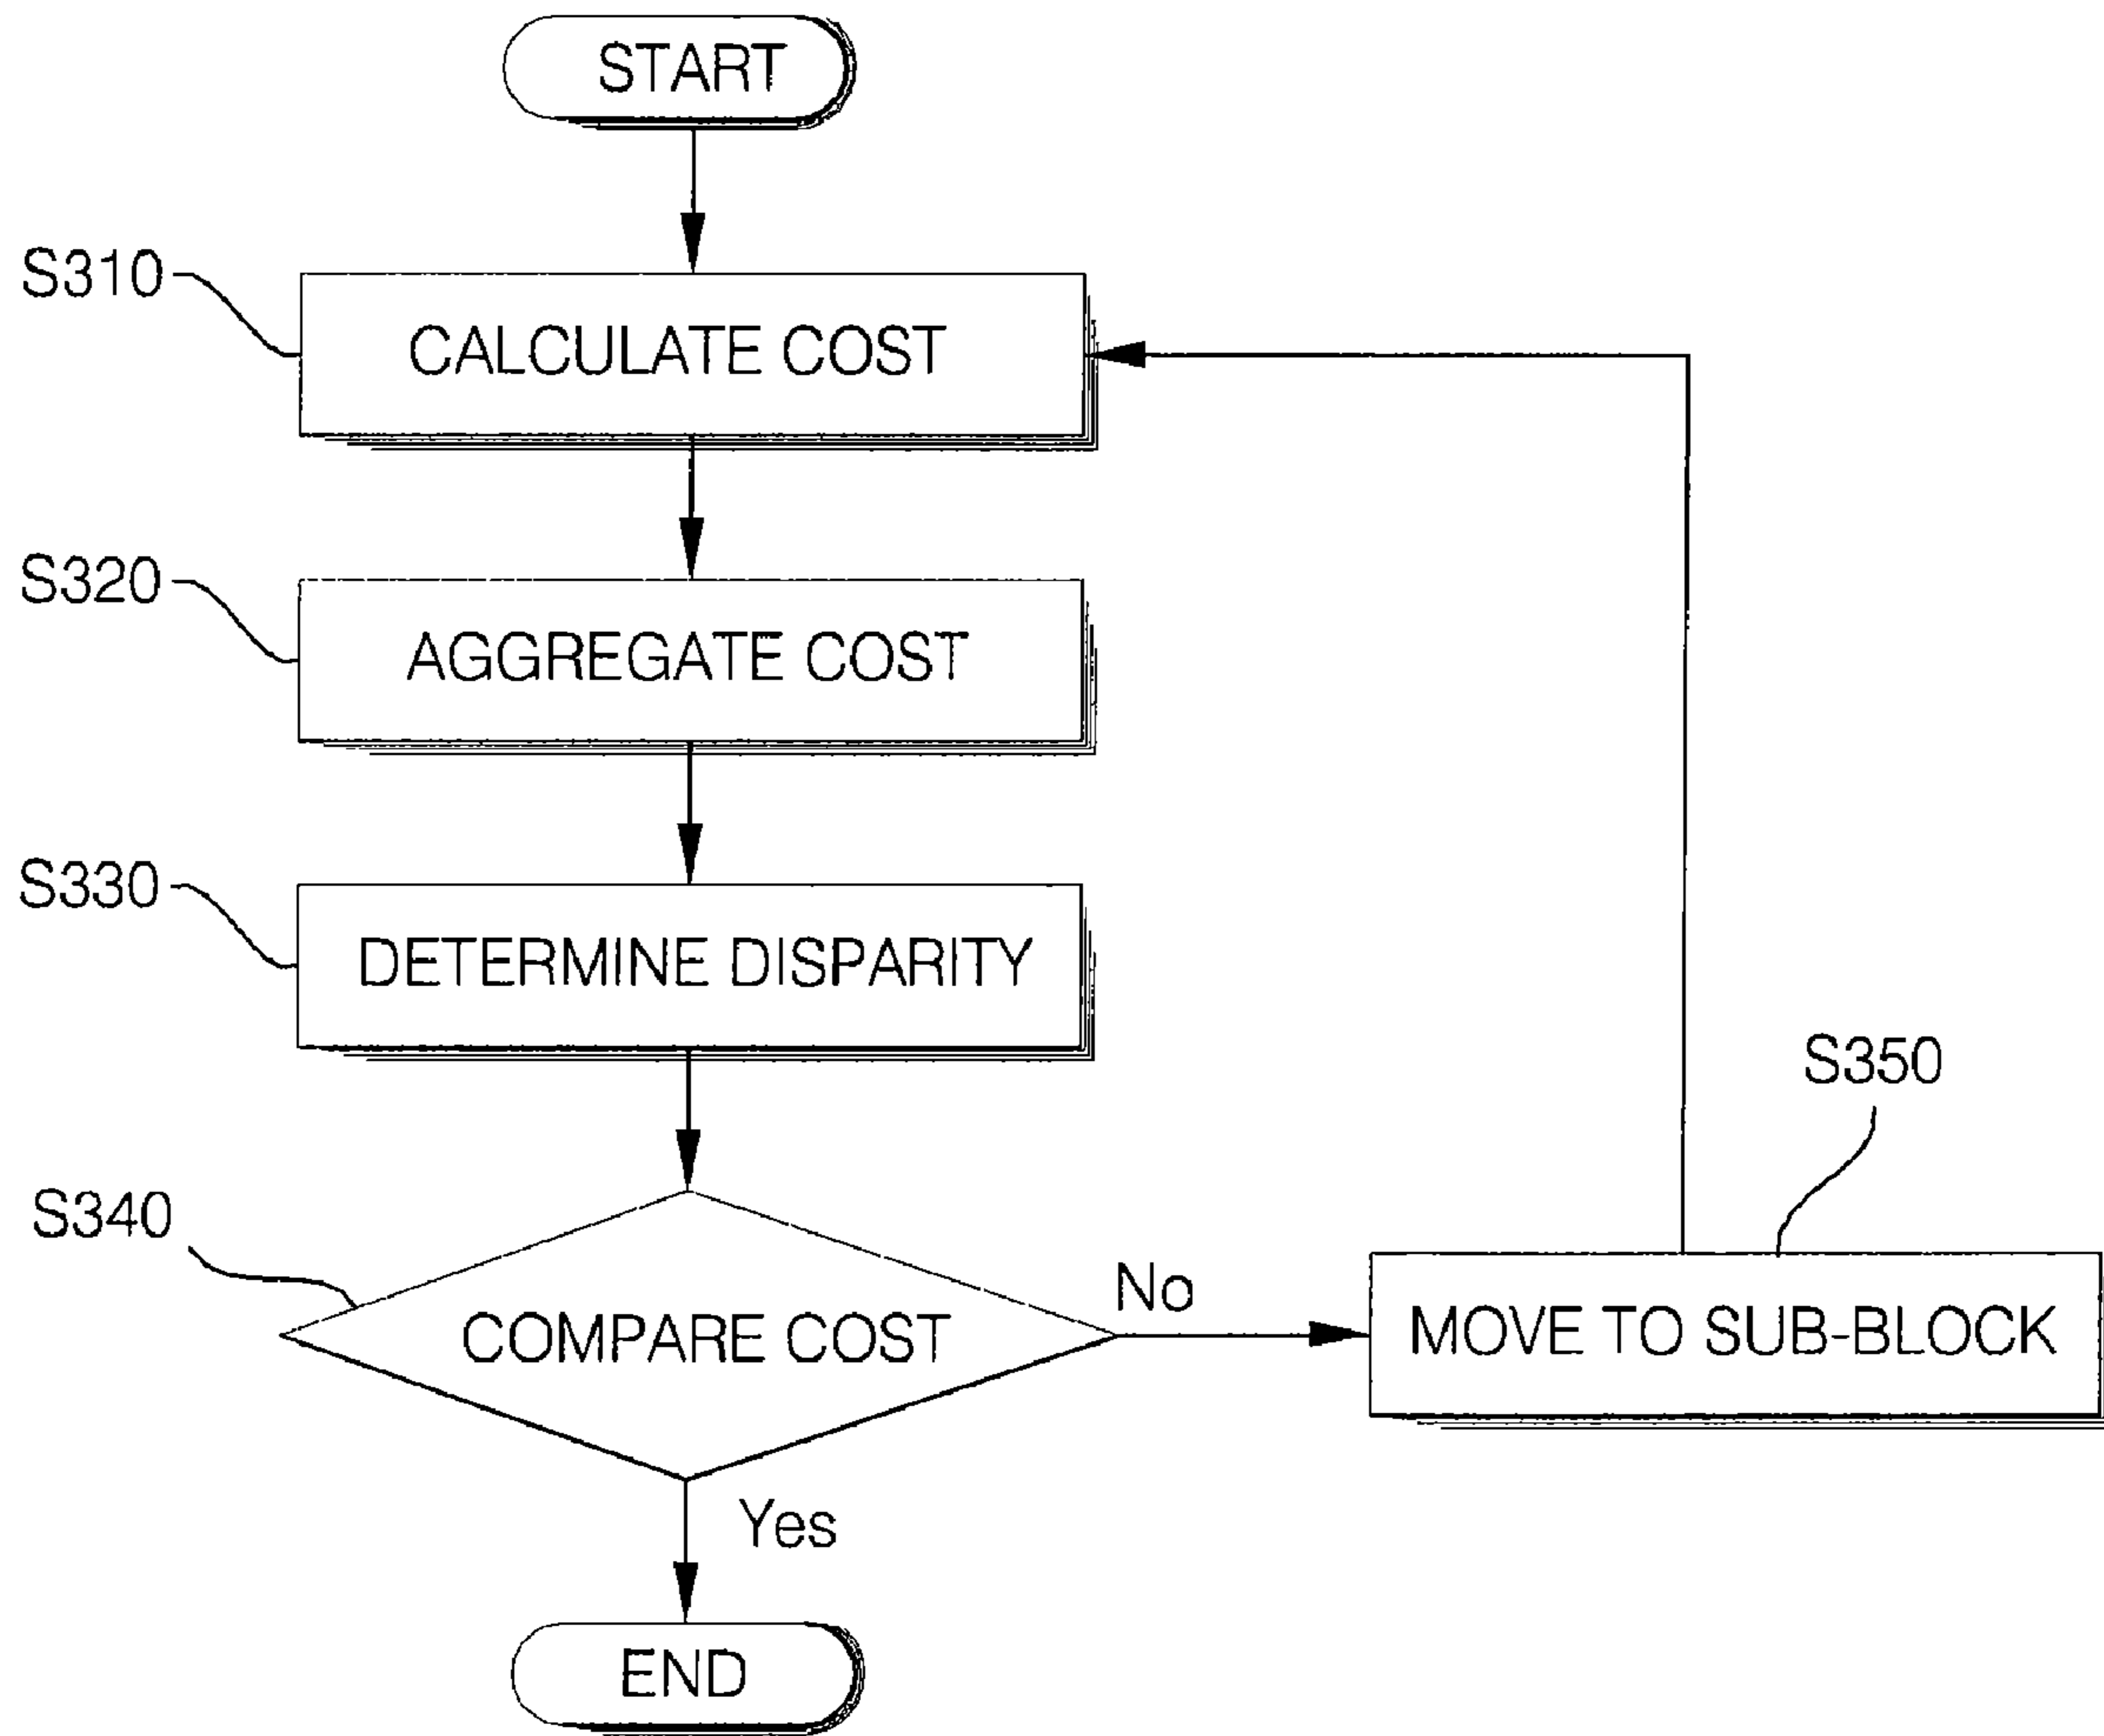 START
S310
CALCULATE COST
S320
AGGREGATE COST
S330
DETERMINE DISPARITY
S350
S340
COMPARE COST
No
MOVE TO SUB-BLOCK
Yes
END